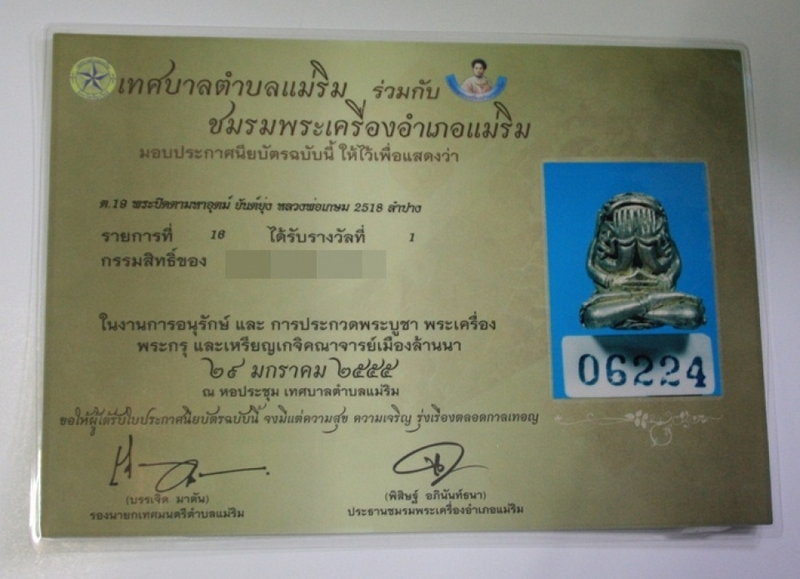 เทศบาลตำบลแม่ริม ร่วมกับ
ชมรมพระเครื่องอำเภอแม่ริม
มอบประกาศนียบัตรฉบับนี้ ให้ไว้เพื่อแสดงว่า
ต.19 พระปิดตามหาอุตม์ ยันต์ยุ่ง หลวงพ่อเกษม 2518 ลำปาง
รายการที่ 16 ได้รับรางวัลที่ 1
กรรมสิทธิ์ของ
ในงานการอนุรักษ์ และ การประกวดพระบูชา พระเครื่อง
พระกรุ และเหรียญเกจิคณาจารย์เมืองล้านนา
๒๙ มกราคม ๒๕๕๕
ณ หอประชุม เทศบาลตำบลแม่ริม
ขอให้ผู้ได้รับใบประกาศนียบัตรฉบับนี้ จงมีแต่ความสุข ความเจริญ รุ่งเรืองตลอดกาลเทอญ
(บรรเจิด มาตัน)
รองนายกเทศมนตรีตำบลแม่ริม
(พิสิษฐ์ อภินันท์ธนา)
ประธานชมรมพระเครื่องอำเภอแม่ริม
06224